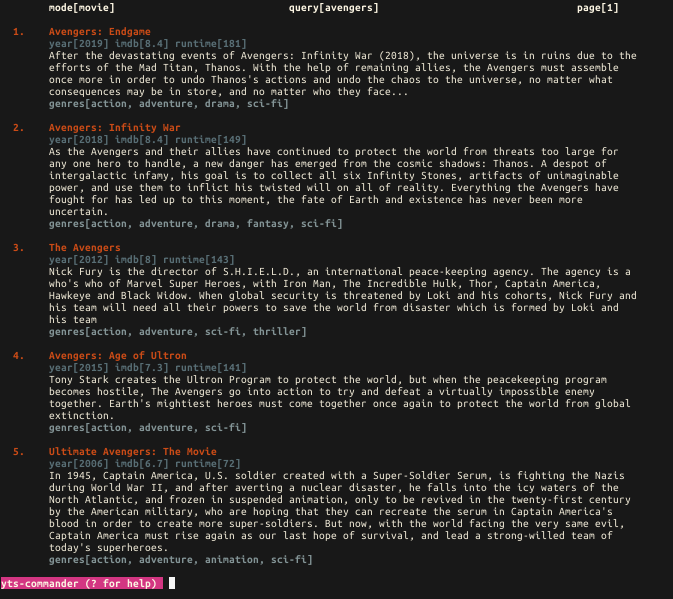 mode[movie] query[avengers] page[1]
1. Avengers: Endgame
year[2019] imdb[8.4] runtime[181]
After the devastating events of Avengers: Infinity War (2018), the universe is in ruins due to the
efforts of the Mad Titan, Thanos. With the help of remaining allies, the Avengers must assemble
once more in order to undo Thanos's actions and undo the chaos to the universe, no matter what
consequences may be in store, and no matter who they face...
genres[action, adventure, drama, sci-fi]
2. Avengers: Infinity War
year[2018] imdb[8.4] runtime[149]
As the Avengers and their allies have continued to protect the world from threats too large for
any one hero to handle, a new danger has emerged from the cosmic shadows: Thanos. A despot of
intergalactic infamy, his goal is to collect all six Infinity Stones, artifacts of unimaginable
power, and use them to inflict his twisted will on all of reality. Everything the Avengers have
fought for has led up to this moment, the fate of Earth and existence has never been more
uncertain.
genres[action, adventure, drama, fantasy, sci-fi]
3. The Avengers
year[2012] imdb[8] runtime[143]
Nick Fury is the director of S.H.I.E.L.D., an international peace-keeping agency. The agency is a
who's who of Marvel Super Heroes, with Iron Man, The Incredible Hulk, Thor, Captain America,
Hawkeye and Black Widow. When global security is threatened by Loki and his cohorts, Nick Fury and
his team will need all their powers to save the world from disaster which is formed by Loki and
his team
genres[action, adventure, sci-fi, thriller]
4. Avengers: Age of Ultron
year[2015] imdb[7.3] runtime[141]
Tony Stark creates the Ultron Program to protect the world, but when the peacekeeping program
becomes hostile, The Avengers go into action to try and defeat a virtually impossible enemy
together. Earth's mightiest heroes must come together once again to protect the world from global
extinction.
genres[action, adventure, sci-fi]
5. Ultimate Avengers: The Movie
year[2006] imdb[6.7] runtime[72]
In 1945, Captain America, U.S. soldier created with a Super-Soldier Serum, is fighting the Nazis
during World War II, and after averting a nuclear disaster, he falls into the icy waters of the
North Atlantic, and frozen in suspended animation, only to be revived in the twenty-first century
by the American military, who are hoping that they can recreate the serum in Captain America's
blood in order to create more super-soldiers. But now, with the world facing the very same evil,
Captain America must rise again as our last hope of survival, and lead a strong-willed team of
today's superheroes.
genres[action, adventure, animation, sci-fi]
yts-commander (? for help)